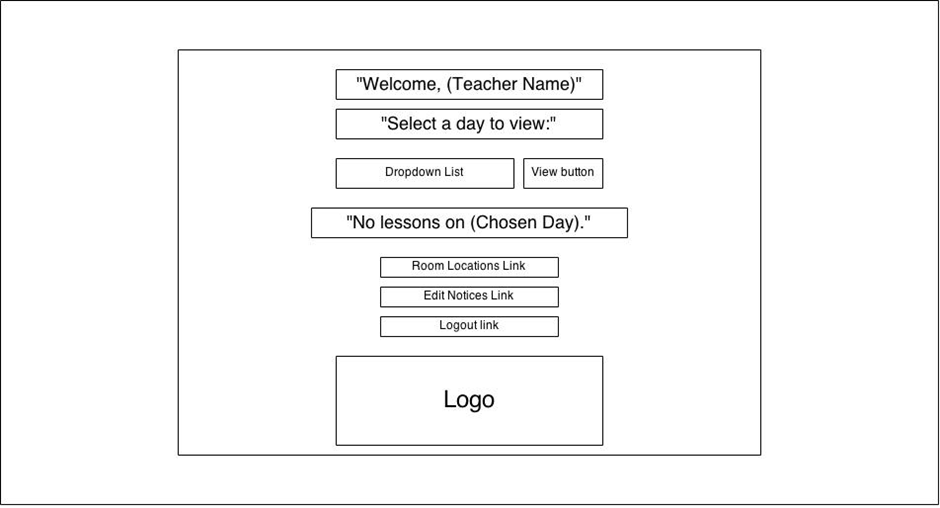 "Welcome, (Teacher Name)"
"Select a day to view:"
Dropdown List View button
"No lessons on (Chosen Day)."
Room Locations Link
Edit Notices Link
Logout link
Logo